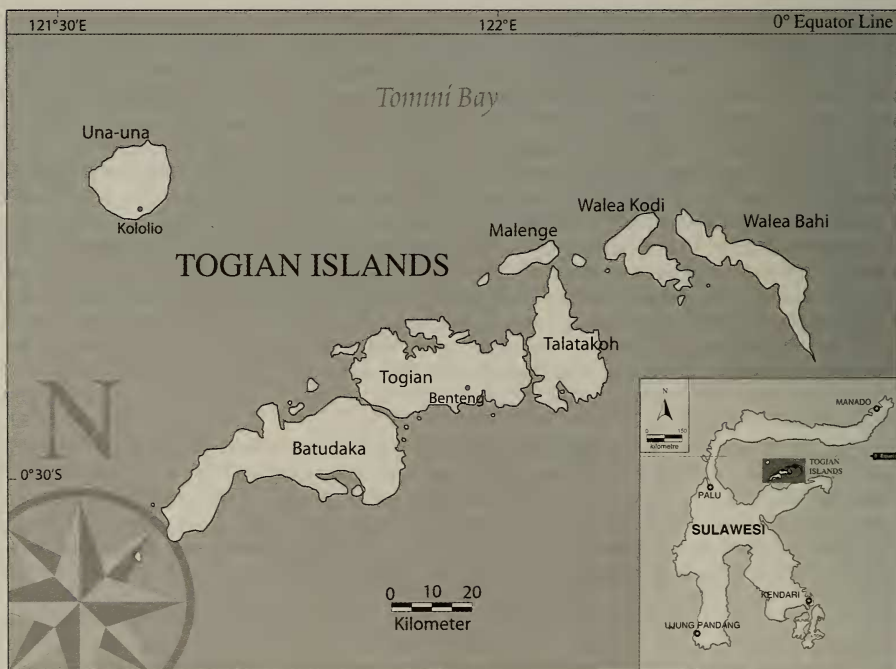 121°30'E
122°E
0° Equator Line
Tomini Bay
Una-una
Kololio
Walea Kodi
Walea Bahi
Malenge
TOGIAN ISLANDS
Talatakoh
Togian
Benteng
Batudaka
N
0°30'S
0 10 20
Kilometer
N
0 150
kilometre
MANADO
TOGIAN
ISLANDS
PALU
SULAWESI
KENDARI
UJUNG PANDANG